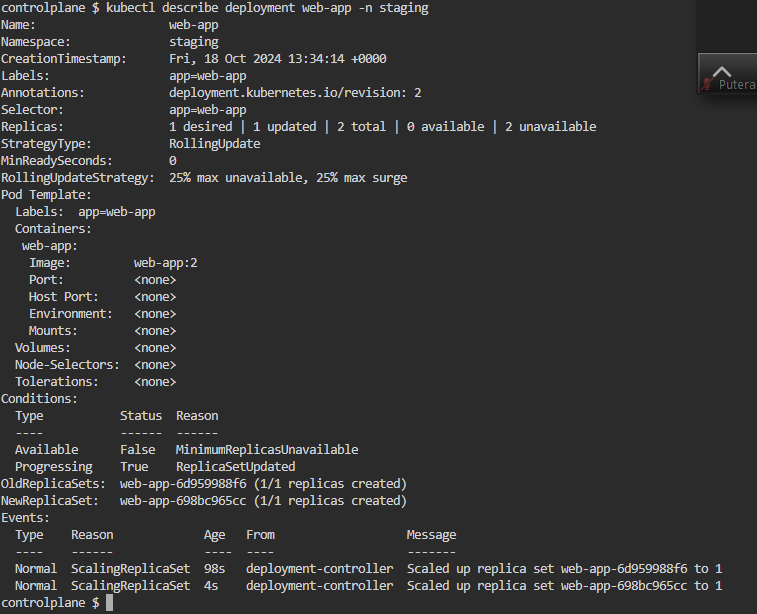 controlplane $ kubectl describe deployment web-app -n staging
Name:                   web-app
Namespace:              staging
CreationTimestamp:      Fri, 18 Oct 2024 13:34:14 +0000
Labels:                 app=web-app
Annotations:            deployment.kubernetes.io/revision: 2
Selector:               app=web-app
Replicas:               1 desired | 1 updated | 2 total | 0 available | 2 unavailable
StrategyType:           RollingUpdate
MinReadySeconds:        0
RollingUpdateStrategy:  25% max unavailable, 25% max surge
Pod Template:
  Labels:  app=web-app
  Containers:
   web-app:
    Image:         web-app:2
    Port:          <none>
    Host Port:     <none>
    Environment:   <none>
    Mounts:        <none>
  Volumes:         <none>
  Node-Selectors:  <none>
  Tolerations:     <none>
Conditions:
  Type           Status  Reason
  ----           ------  ------
  Available      False   MinimumReplicasUnavailable
  Progressing    True    ReplicaSetUpdated
OldReplicaSets:  web-app-6d959988f6 (1/1 replicas created)
NewReplicaSet:   web-app-698bc965cc (1/1 replicas created)
Events:
  Type    Reason             Age   From                   Message
  ----    ------             ----  ----                   -------
  Normal  ScalingReplicaSet  98s   deployment-controller  Scaled up replica set web-app-6d959988f6 to 1
  Normal  ScalingReplicaSet  4s    deployment-controller  Scaled up replica set web-app-698bc965cc to 1
controlplane $
Putera